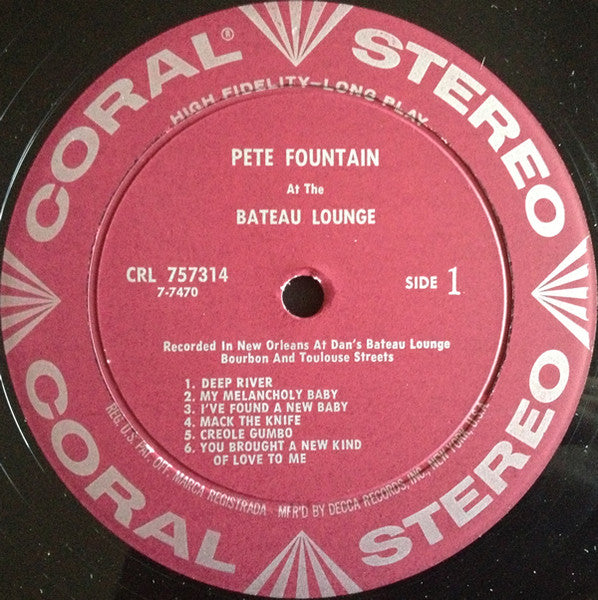 CORAL®
STEREO
HIGH FIDELITY—LONG PLAY
PETE FOUNTAIN
At The
BATEAU LOUNGE
CRL 757314
7-7470
SIDE 1
Recorded In New Orleans At Dan's Bateau Lounge
Bourbon And Toulouse Streets
1. DEEP RIVER
2. MY MELANCHOLY BABY
3. I'VE FOUND A NEW BABY
4. MACK THE KNIFE
5. CREOLE GUMBO
6. YOU BROUGHT A NEW KIND
OF LOVE TO ME
REG. U.S. PAT. OFF. MARCA REGISTRADA · MF'R'D BY DECCA RECORDS, INC., NEW YORK, U.S.A.
CORAL
STEREO